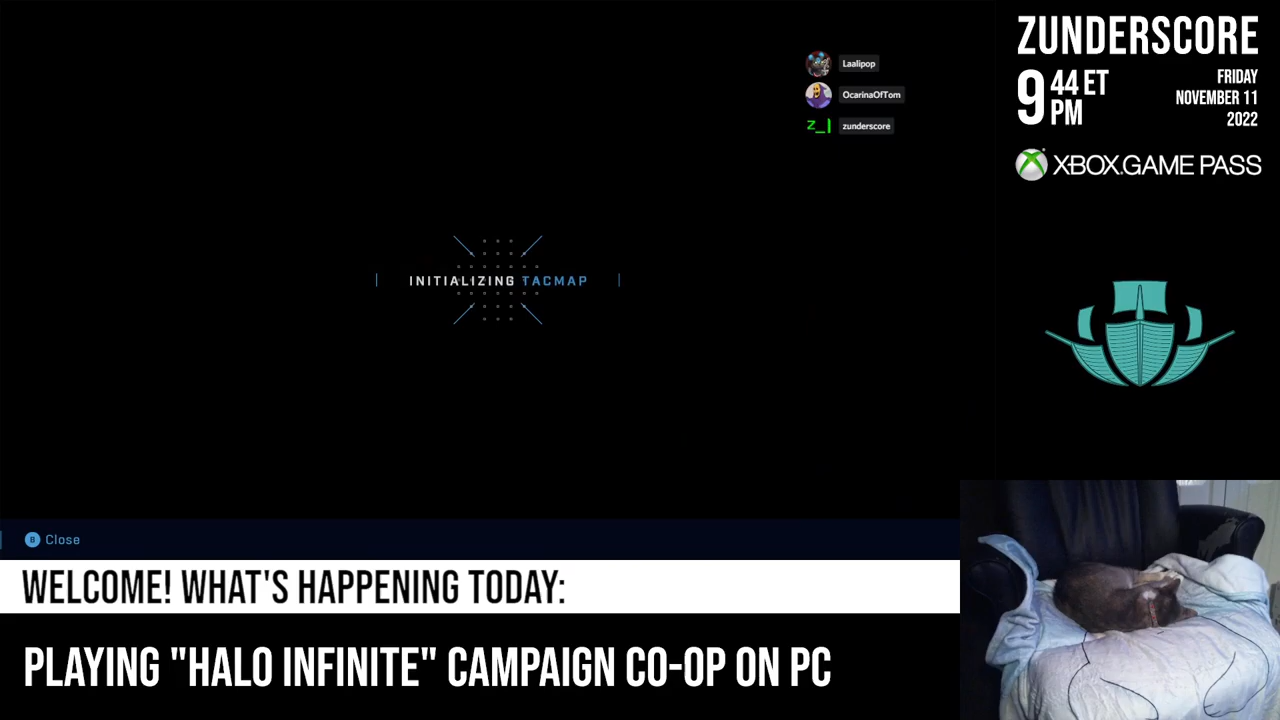 Laalipop
OcarinaOfTom
z_| zunderscore
INITIALIZING TACMAP
B Close
WELCOME! WHAT'S HAPPENING TODAY:
PLAYING "HALO INFINITE" CAMPAIGN CO-OP ON PC
ZUNDERSCORE
9 44 ET PM
FRIDAY
NOVEMBER 11
2022
XBOX GAME PASS